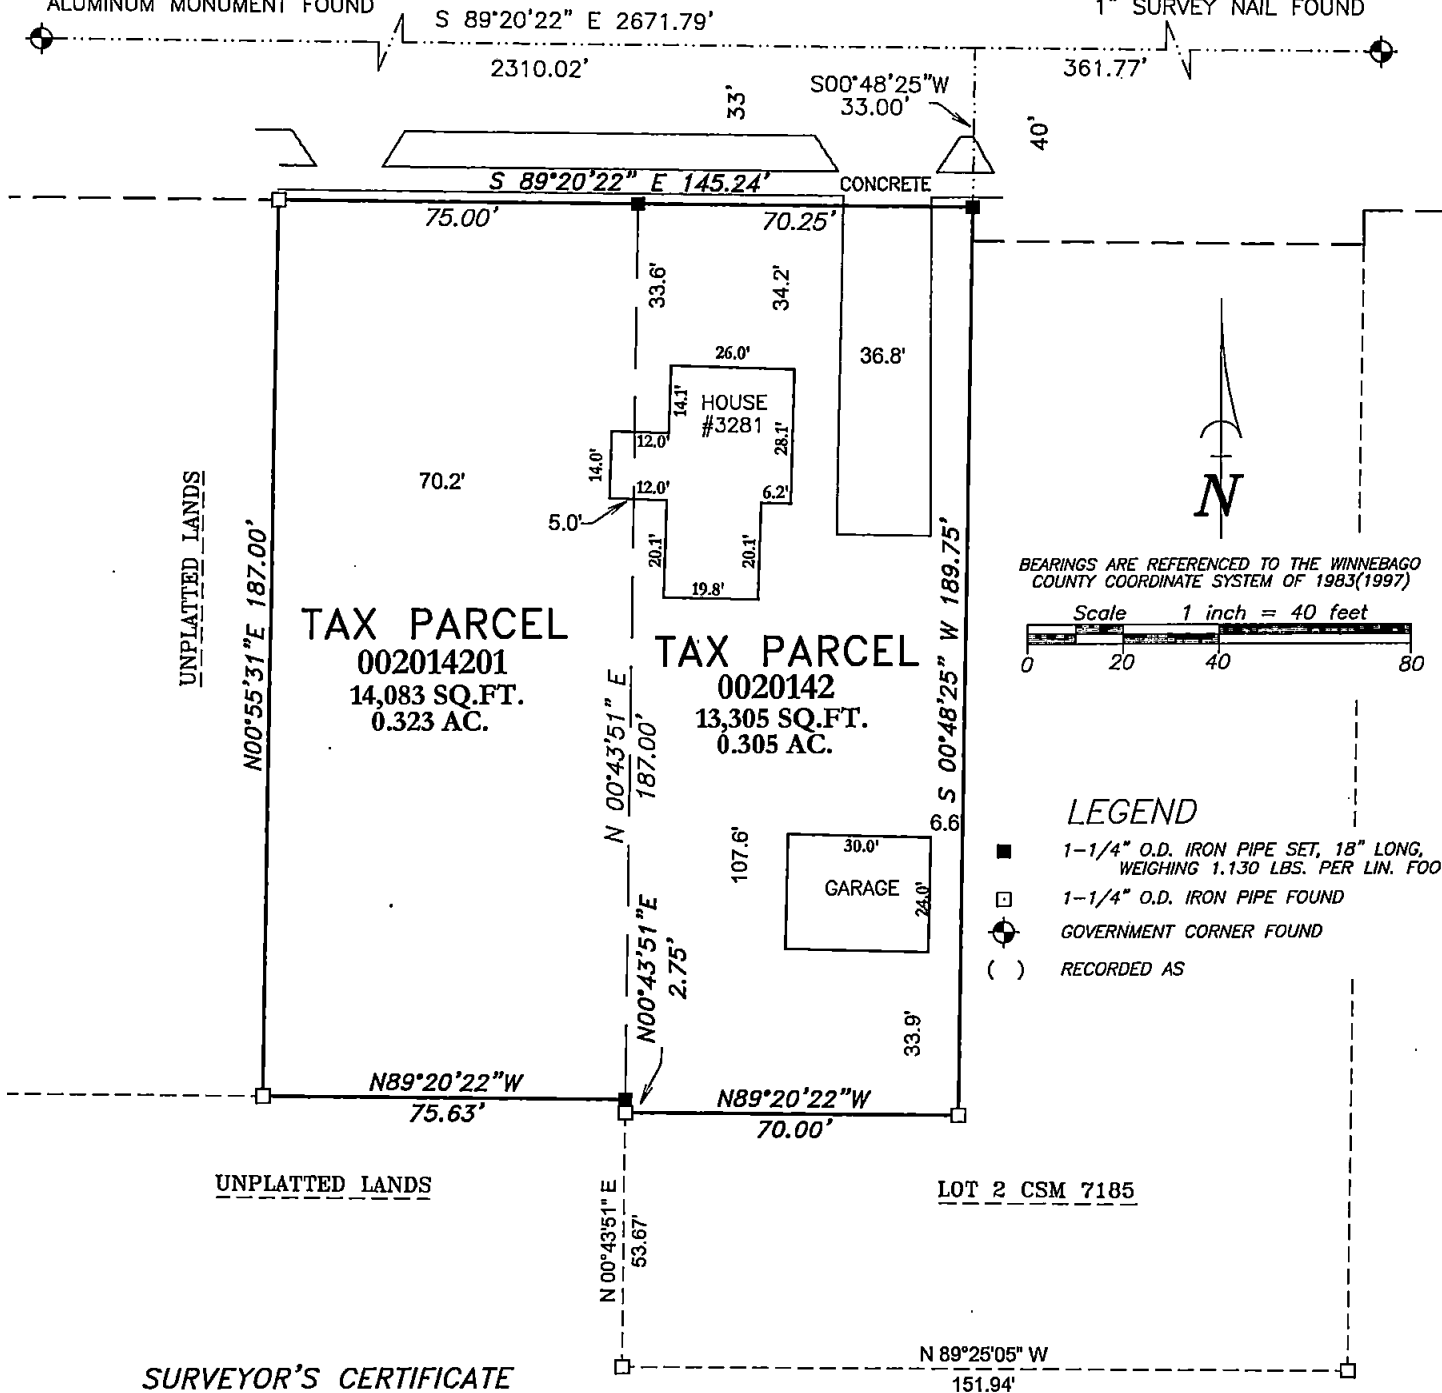 ALUMINUM MONUMENT FOUND
1" SURVEY NAIL FOUND
S 89°20'22" E 2671.79'
2310.02'
361.77'
S00°48'25"W
33.00'
33'
40'
S 89°20'22" E 145.24'
CONCRETE
75.00'
70.25'
33.6'
34.2'
26.0'
36.8'
14.1'
HOUSE
#3281
28.1'
12.0'
14.0'
70.2'
12.0'
6.2'
5.0'
20.1'
20.1'
19.8'
UNPLATTED LANDS
N00°55'31"E 187.00'
S 00°48'25" W 189.75'
N
BEARINGS ARE REFERENCED TO THE WINNEBAGO
COUNTY COORDINATE SYSTEM OF 1983(1997)
Scale 1 inch = 40 feet
0 20 40 80
TAX PARCEL
002014201
14,083 SQ.FT.
0.323 AC.
TAX PARCEL
0020142
13,305 SQ.FT.
0.305 AC.
N 00°43'51" E
187.00'
6.6'
LEGEND
1-1/4" O.D. IRON PIPE SET, 18" LONG,
WEIGHING 1.130 LBS. PER LIN. FOO
1-1/4" O.D. IRON PIPE FOUND
GOVERNMENT CORNER FOUND
( ) RECORDED AS
107.6'
30.0'
GARAGE
24.0'
N00°43'51"E
2.75'
33.9'
N89°20'22"W
75.63'
N89°20'22"W
70.00'
UNPLATTED LANDS
LOT 2 CSM 7185
N 00°43'51" E
53.67'
N 89°25'05" W
151.94'
SURVEYOR'S CERTIFICATE